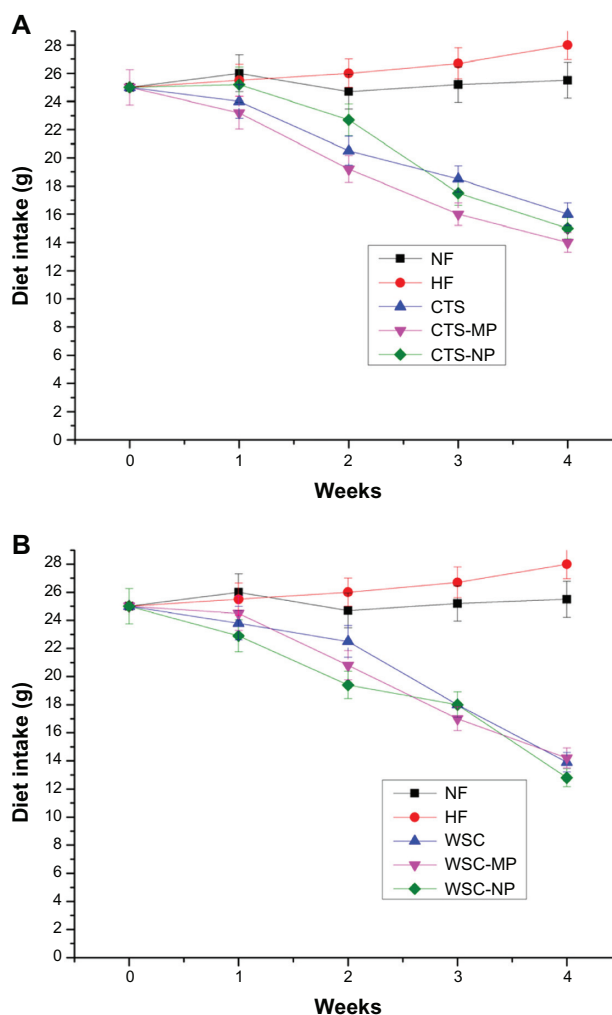 A
28
26
24
22
20
18
16
14
12
10
8
6
4
2
0
Diet intake (g)
NF
HF
CTS
CTS-MP
CTS-NP
0 1 2 3 4
Weeks
B
28
26
24
22
20
18
16
14
12
10
8
6
4
2
0
Diet intake (g)
NF
HF
WSC
WSC-MP
WSC-NP
0 1 2 3 4
Weeks